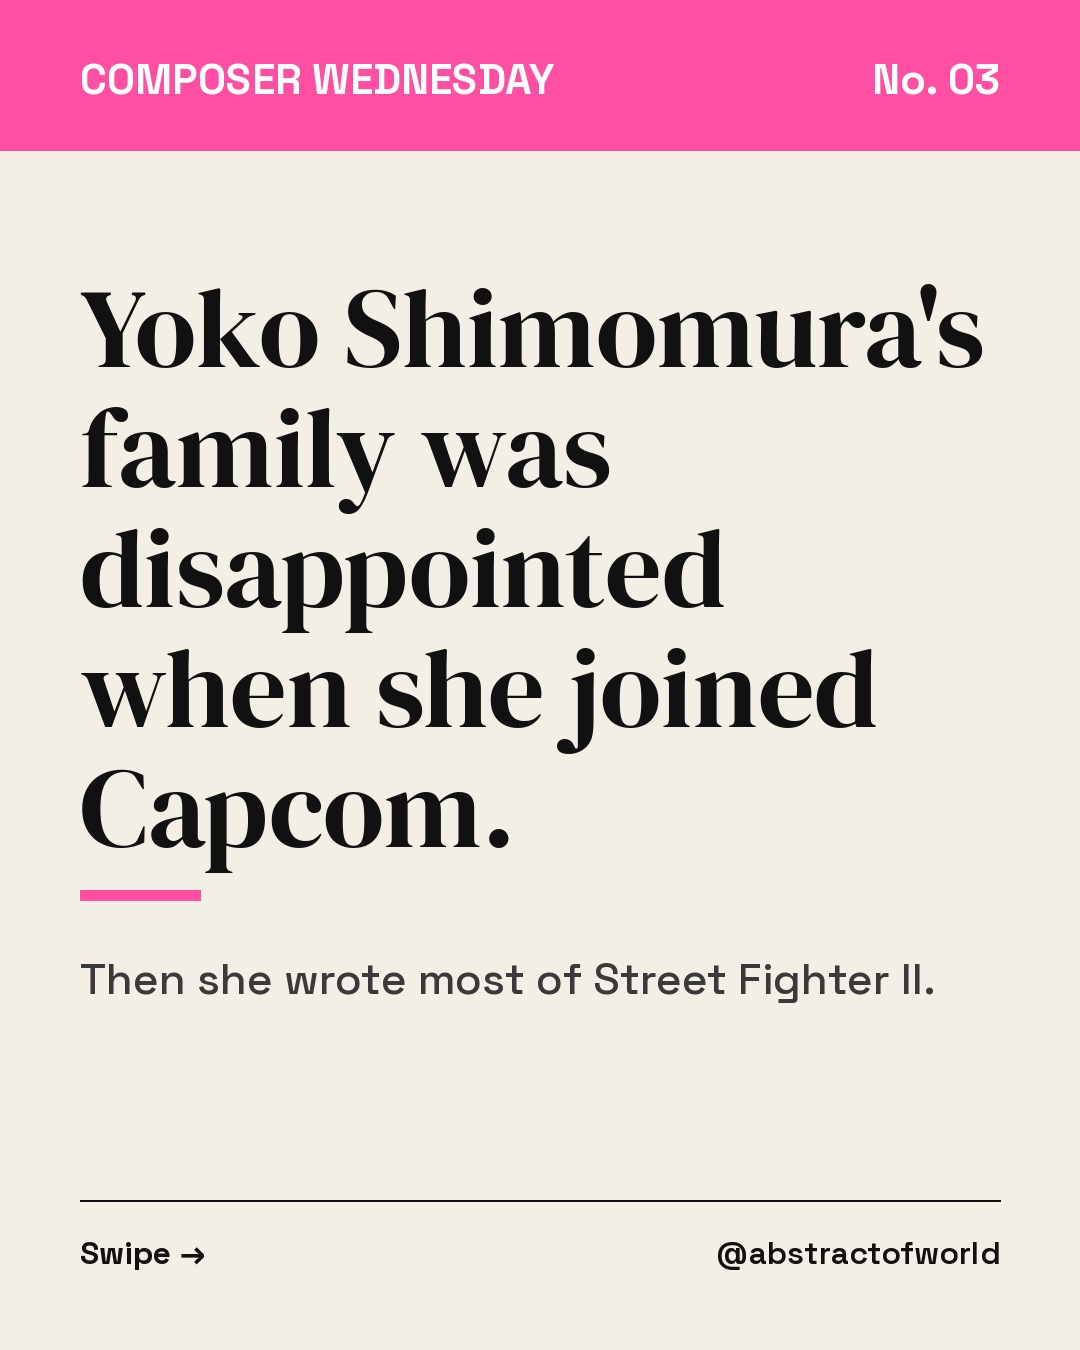 COMPOSER WEDNESDAY No. 03
Yoko Shimomura's
family was
disappointed
when she joined
Capcom.
Then she wrote most of Street Fighter II.
Swipe → @abstractofworld